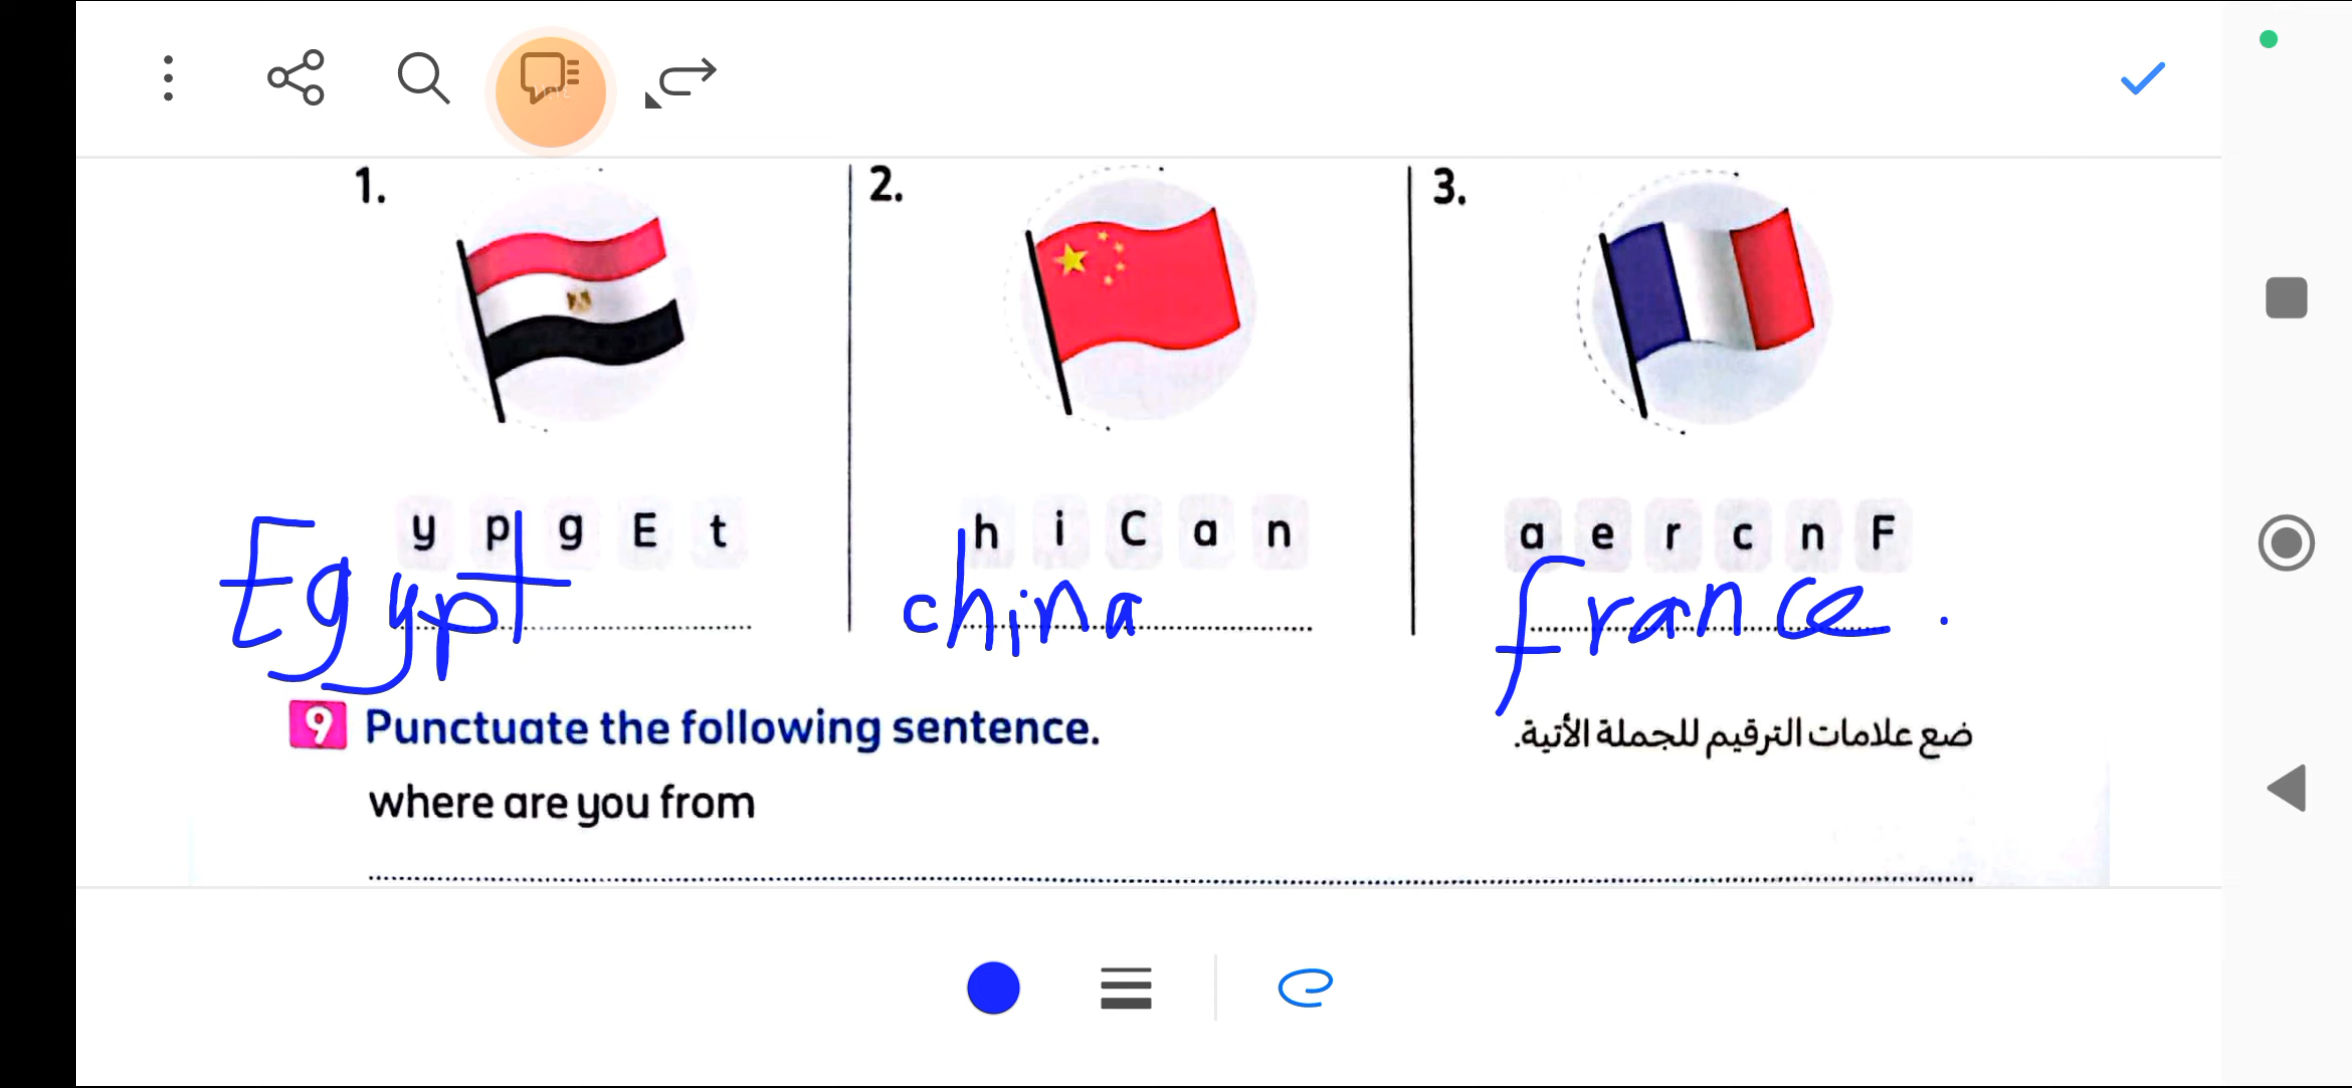 1. 2. 3.
y p g E t h i C a n a e r c n F
Egypt china france .
9 Punctuate the following sentence. ضع علامات الترقيم للجملة الأتية.
where are you from